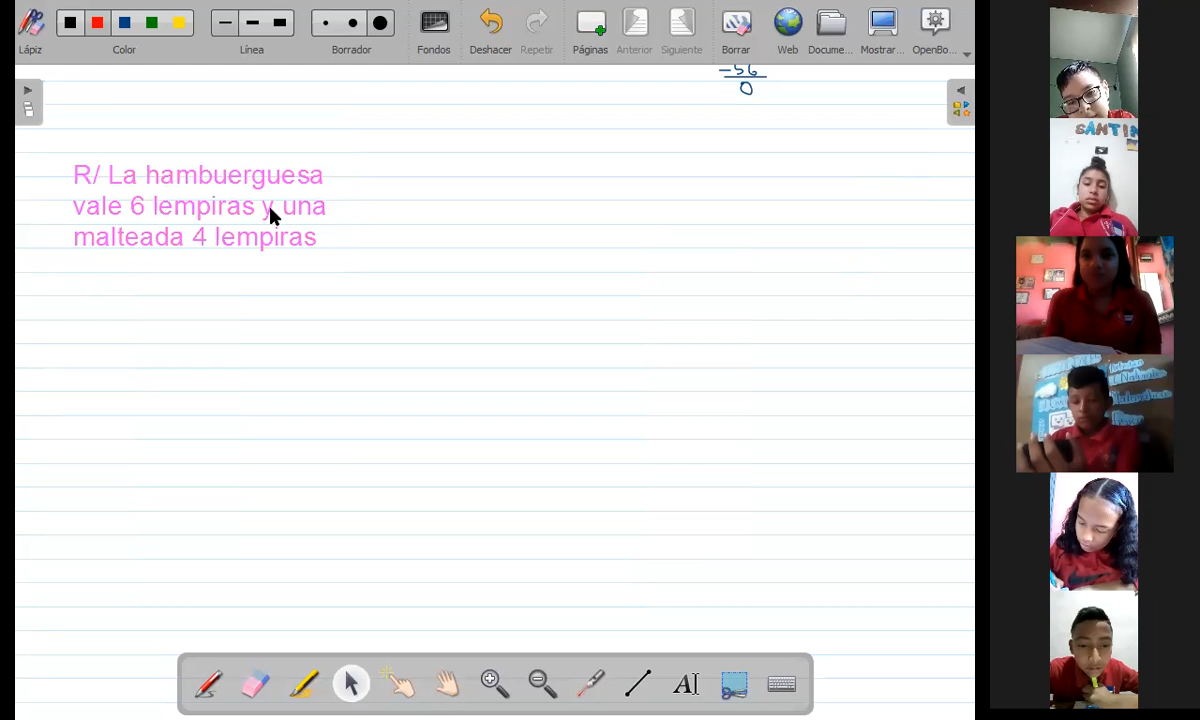 Lápiz
Color
Línea
Borrador
Fondos
Deshacer
Repetir
Páginas
Anterior
Siguiente
Borrar
Web
Docume...
Mostrar...
OpenBo...
-56
0
R/ La hambuerguesa
vale 6 lempiras y una
malteada 4 lempiras
A
SANTIN